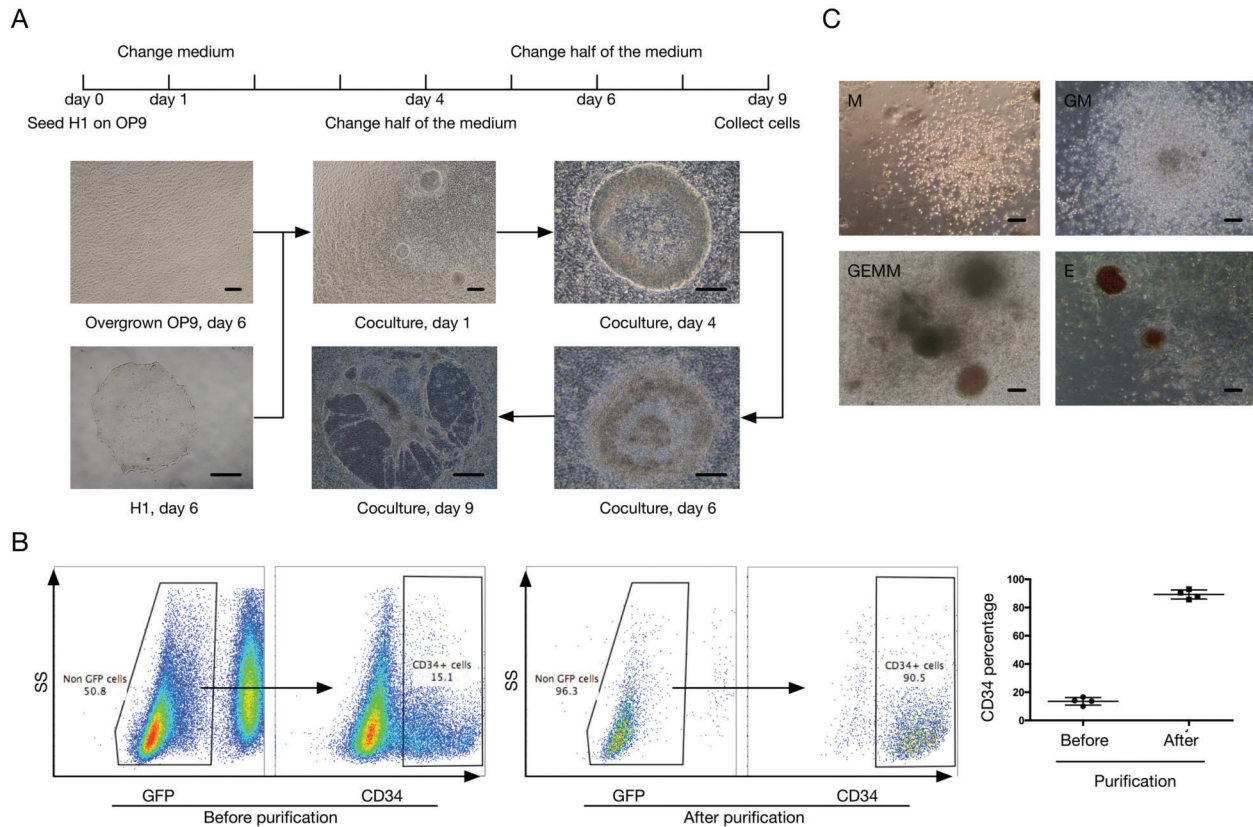 A
Change medium
Change half of the medium
day 0
day 1
day 4
day 6
day 9
Seed H1 on OP9
Change half of the medium
Collect cells
Overgrown OP9, day 6
Coculture, day 1
Coculture, day 4
H1, day 6
Coculture, day 9
Coculture, day 6
C
M
GM
GEMM
E
B
SS
Non GFP cells
50.8
CD34+ cells
15.1
GFP
CD34
Before purification
SS
Non GFP cells
96.3
CD34+ cells
90.5
GFP
CD34
After purification
CD34 percentage
100
80
60
40
20
0
Before
After
Purification